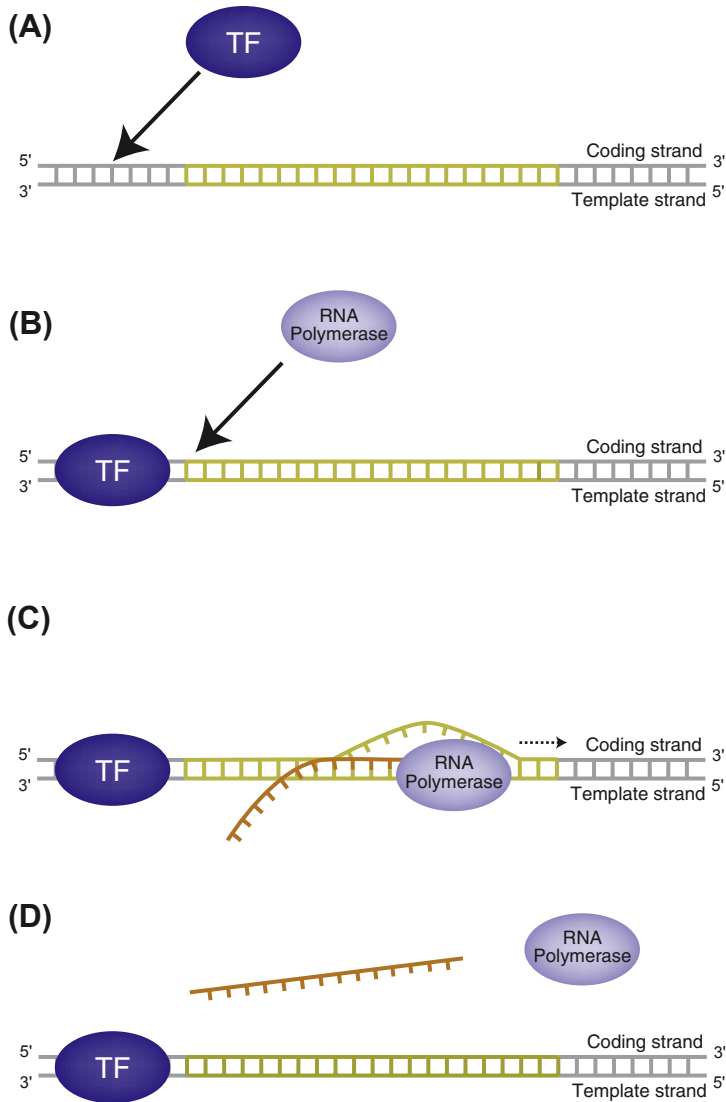 (A)
TF
5'
Coding strand
3'
3'
Template strand
5'
(B)
RNA
Polymerase
5'
Coding strand
3'
TF
3'
Template strand
5'
(C)
5'
RNA
Polymerase
Coding strand
3'
TF
3'
Template strand
5'
(D)
RNA
Polymerase
5'
Coding strand
3'
TF
3'
Template strand
5'